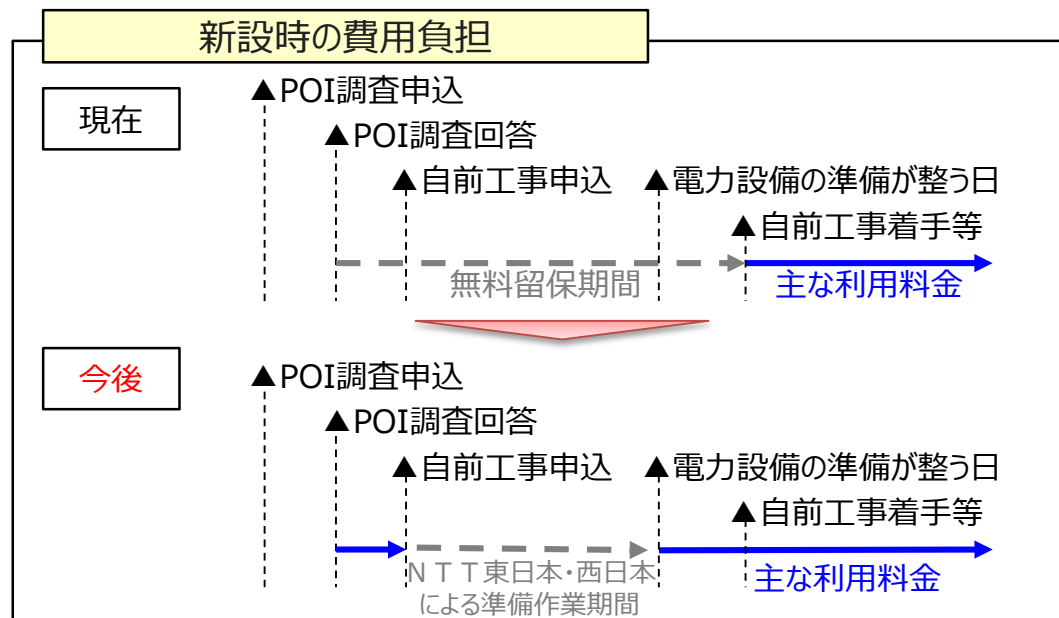 新設時の費用負担
現在
▲POI調査申込
▲POI調査回答
▲自前工事申込
▲電力設備の準備が整う日
▲自前工事着手等
無料留保期間
主な利用料金
今後
▲POI調査申込
▲POI調査回答
▲自前工事申込
▲電力設備の準備が整う日
▲自前工事着手等
NTT東日本・西日本
による準備作業期間
主な利用料金